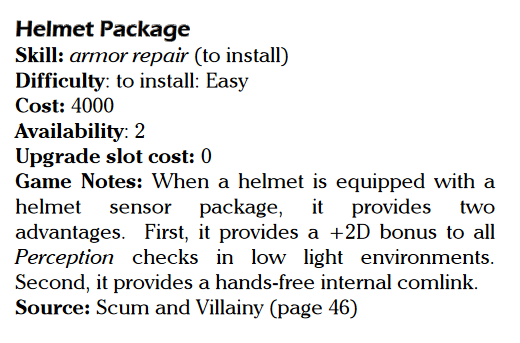 Helmet Package
Skill: armor repair (to install)
Difficulty: to install: Easy
Cost: 4000
Availability: 2
Upgrade slot cost: 0
Game Notes: When a helmet is equipped with a
helmet sensor package, it provides two
advantages. First, it provides a +2D bonus to all
Perception checks in low light environments.
Second, it provides a hands-free internal comlink.
Source: Scum and Villainy (page 46)